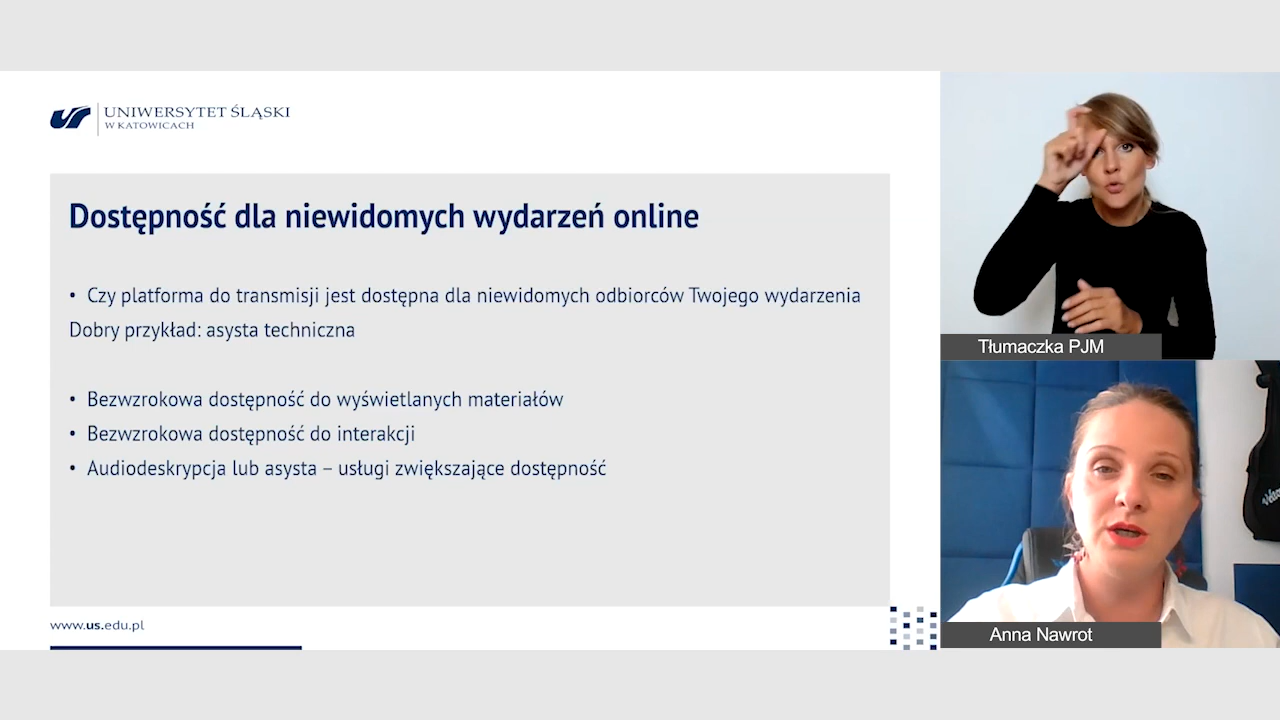 UNIWERSYTET ŚLĄSKI
W KATOWICACH
Dostępność dla niewidomych wydarzeń online
• Czy platforma do transmisji jest dostępna dla niewidomych odbiorców Twojego wydarzenia
Dobry przykład: asysta techniczna
• Bezwzrokowa dostępność do wyświetlanych materiałów
• Bezwzrokowa dostępność do interakcji
• Audiodeskrypcja lub asysta – usługi zwiększające dostępność
www.us.edu.pl
Tłumaczka PJM
Anna Nawrot